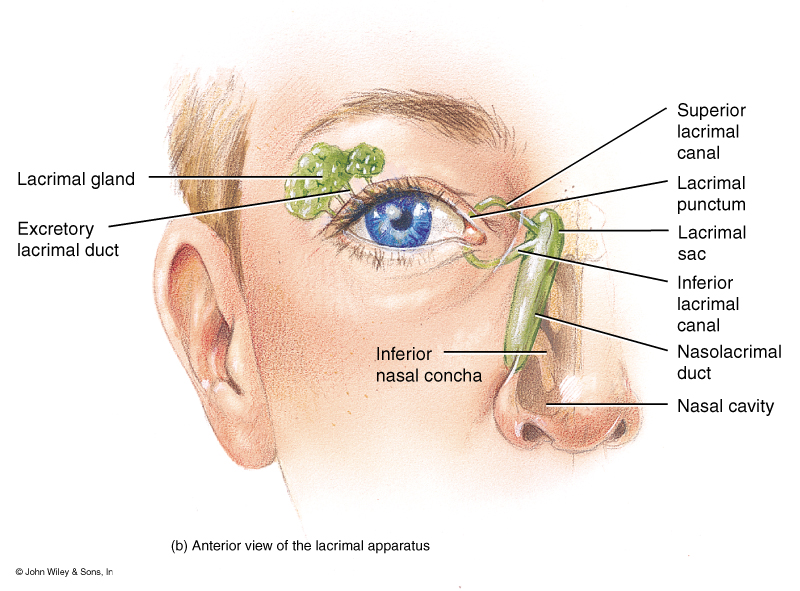 Superior
lacrimal
canal
Lacrimal gland
Lacrimal
punctum
Excretory
lacrimal duct
Lacrimal
sac
Inferior
lacrimal
canal
Inferior
nasal concha
Nasolacrimal
duct
Nasal cavity
(b) Anterior view of the lacrimal apparatus
© John Wiley & Sons, In